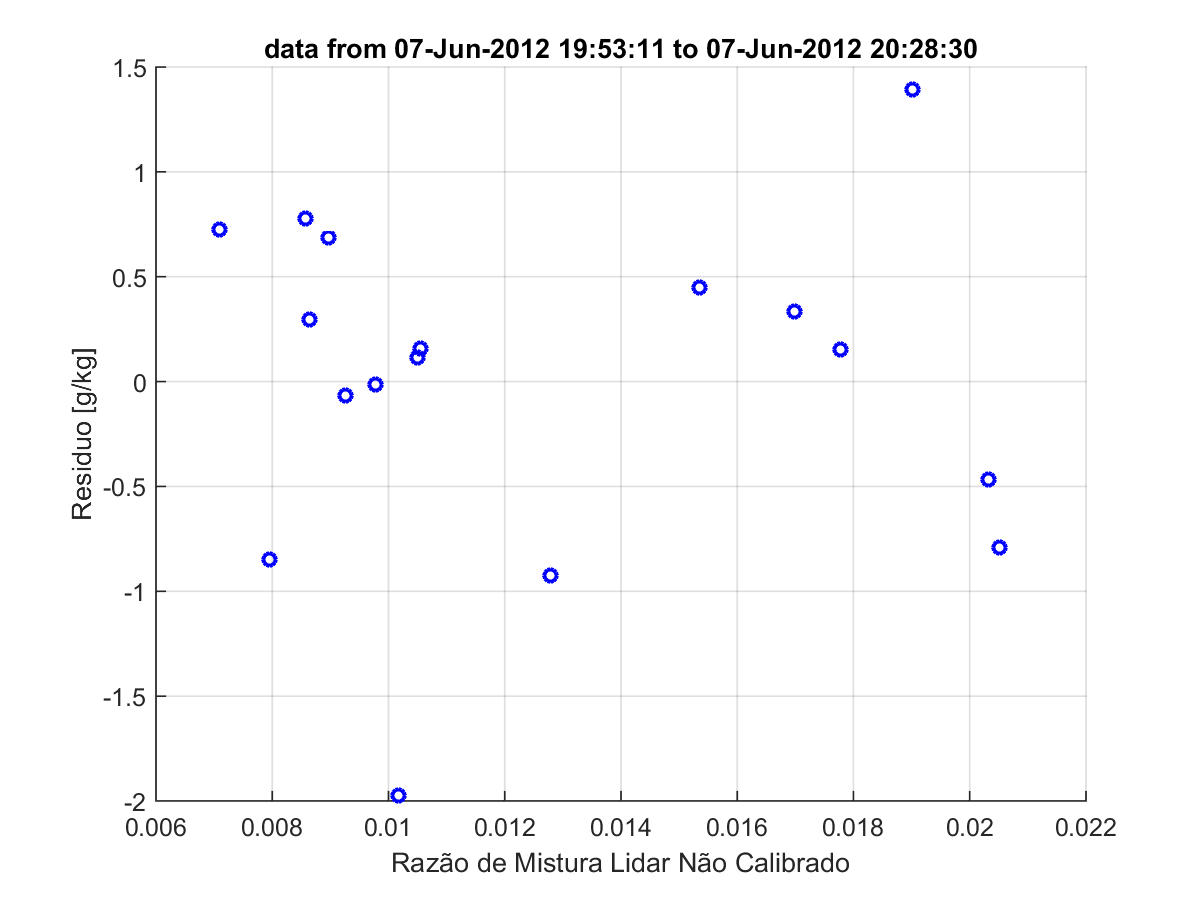 data from 07-Jun-2012 19:53:11 to 07-Jun-2012 20:28:30
1.5
1
0.5
0
-0.5
-1
-1.5
-2
Residuo [g/kg]
0.006 0.008 0.01 0.012 0.014 0.016 0.018 0.02 0.022
Razão de Mistura Lidar Não Calibrado